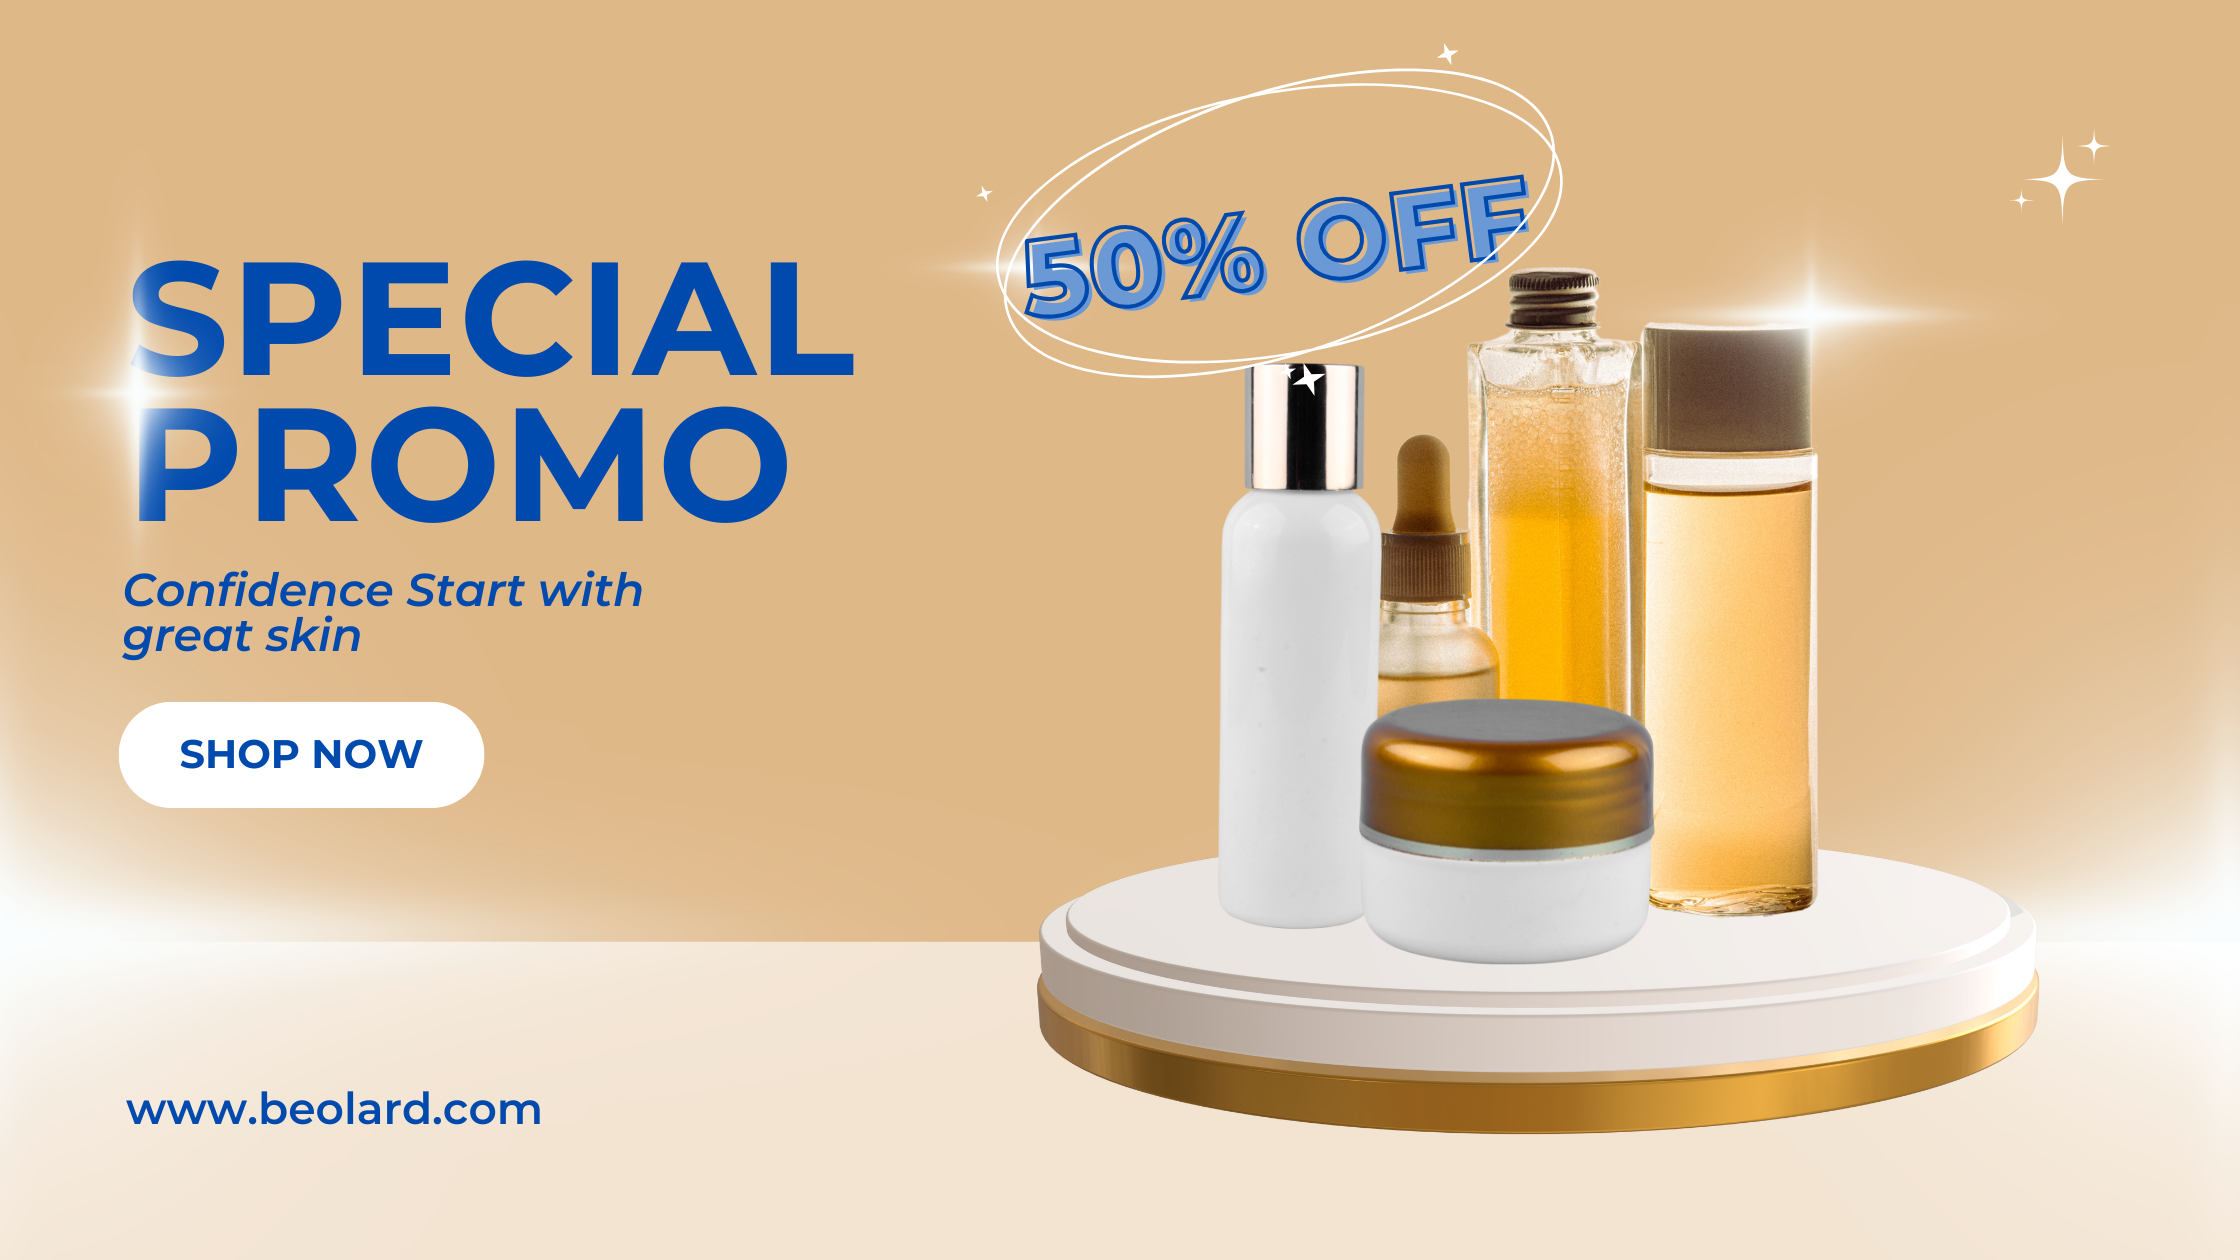 SPECIAL
PROMO
Confidence Start with
great skin
SHOP NOW
www.beolard.com
50% OFF